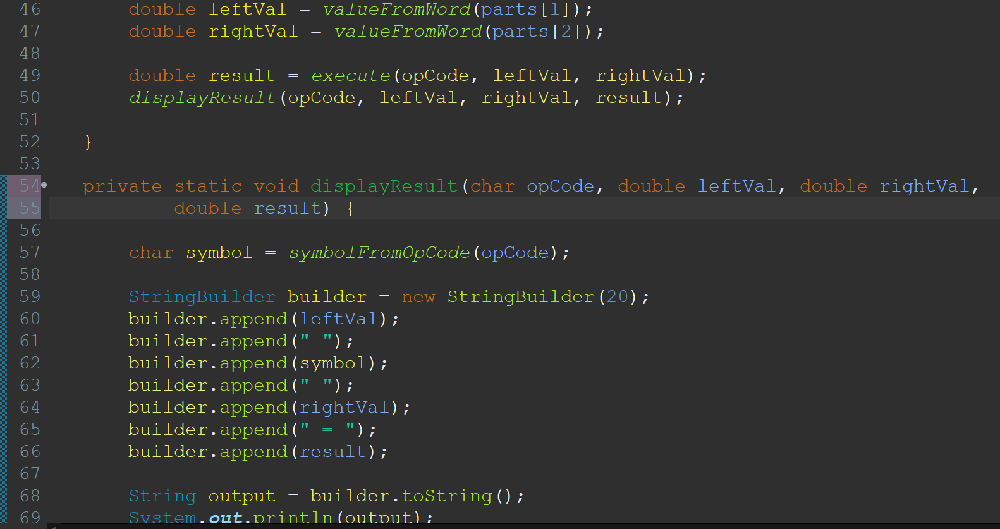 46 double leftVal = valueFromWord(parts[1]);
47 double rightVal = valueFromWord(parts[2]);
48
49 double result = execute(opCode, leftVal, rightVal);
50 displayResult(opCode, leftVal, rightVal, result);
51
52 }
53
54 private static void displayResult(char opCode, double leftVal, double rightVal,
55 double result) {
56
57 char symbol = symbolFromOpCode(opCode);
58
59 StringBuilder builder = new StringBuilder(20);
60 builder.append(leftVal);
61 builder.append(" ");
62 builder.append(symbol);
63 builder.append(" ");
64 builder.append(rightVal);
65 builder.append(" = ");
66 builder.append(result);
67
68 String output = builder.toString();
69 System.out.println(output);